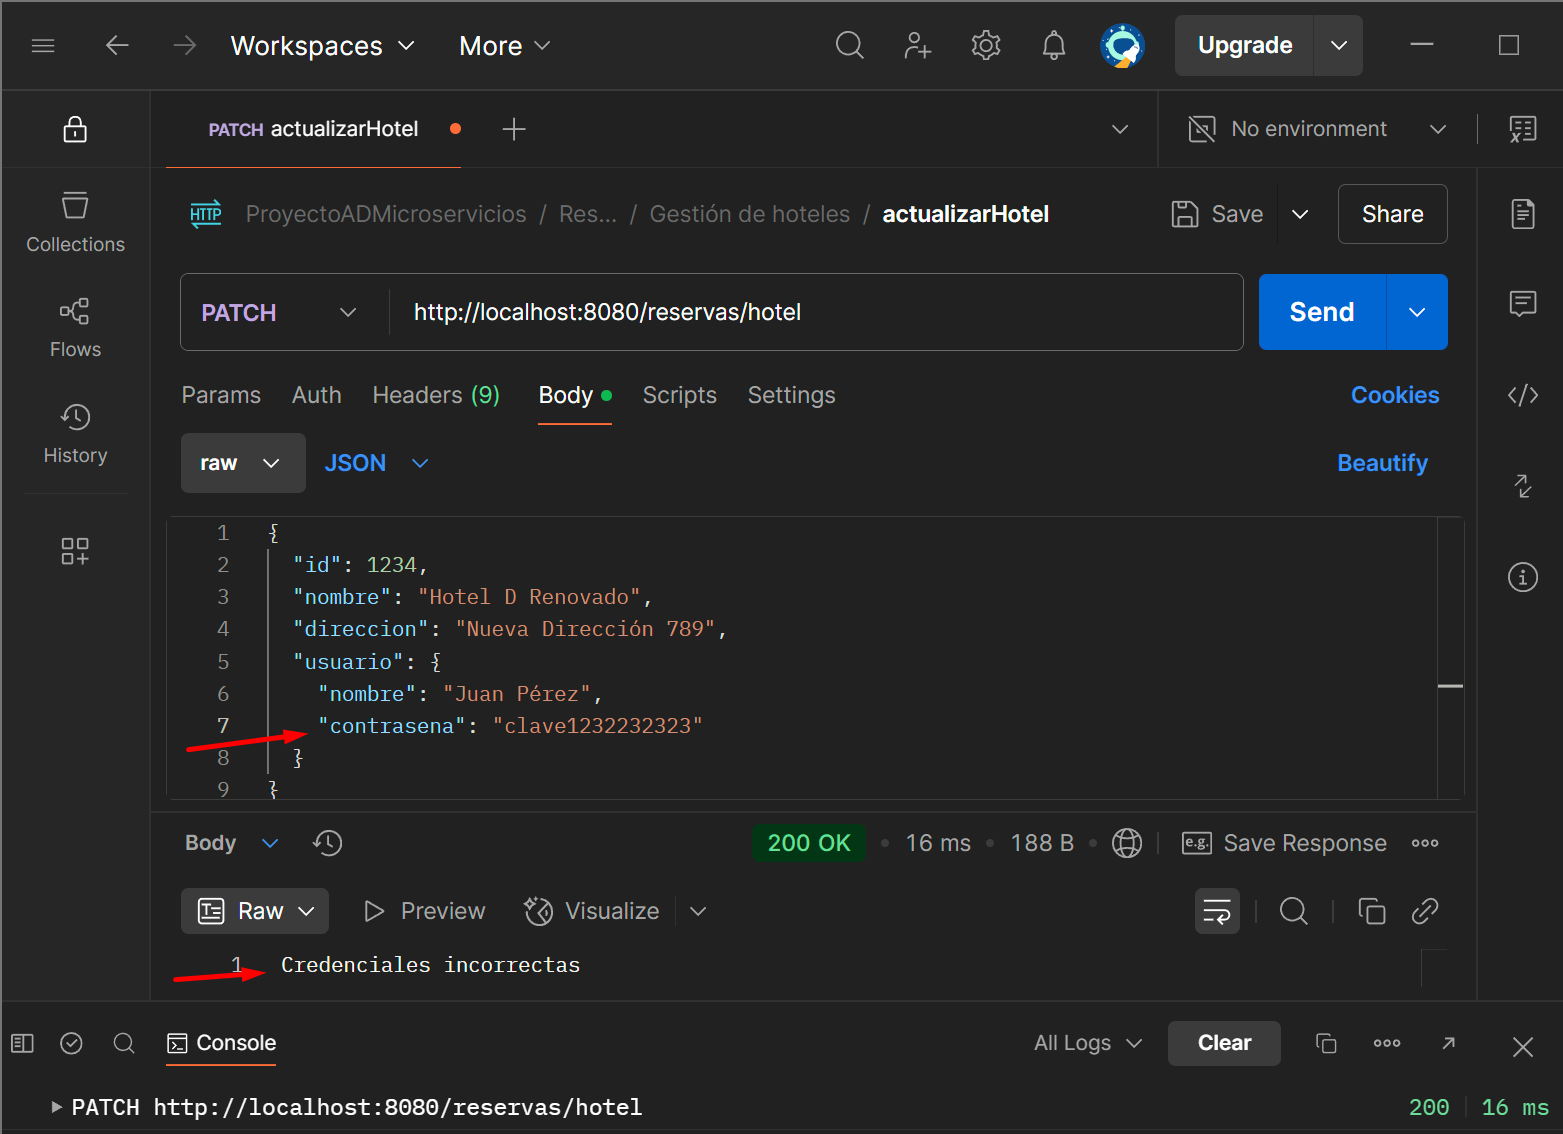 Workspaces More Upgrade
PATCH actualizarHotel No environment
HTTP ProyectoADMicroservicios / Res... / Gestión de hoteles / actualizarHotel Save Share
PATCH http://localhost:8080/reservas/hotel Send
Collections
Flows
History
Params Auth Headers (9) Body Scripts Settings Cookies
raw JSON Beautify
1 {
2 "id": 1234,
3 "nombre": "Hotel D Renovado",
4 "direccion": "Nueva Dirección 789",
5 "usuario": {
6 "nombre": "Juan Pérez",
7 "contrasena": "clave1232232323"
8 }
9 }
Body 200 OK 16 ms 188 B e.g. Save Response
Raw Preview Visualize
1 Credenciales incorrectas
Console All Logs Clear
PATCH http://localhost:8080/reservas/hotel 200 16 ms